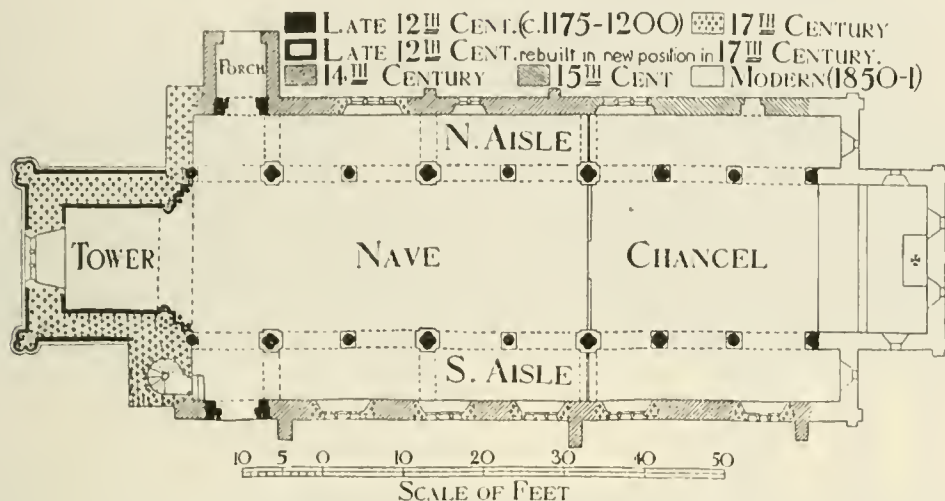 LATE 12TH CENT. (c.1175-1200) 17TH CENTURY
LATE 12TH CENT. rebuilt in new position in 17TH CENTURY.
14TH CENTURY 15TH CENT MODERN (1850-1)
PORCH
N. AISLE
TOWER NAVE CHANCEL
S. AISLE
10 5 0 10 20 30 40 50
SCALE OF FEET